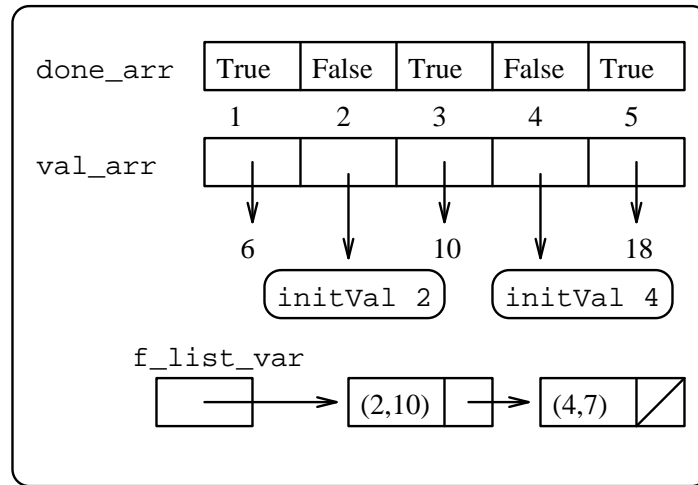 done_arr True False True False True
1 2 3 4 5
val_arr
6 10 18
initVal 2 initVal 4
f_list_var
(2,10) (4,7)